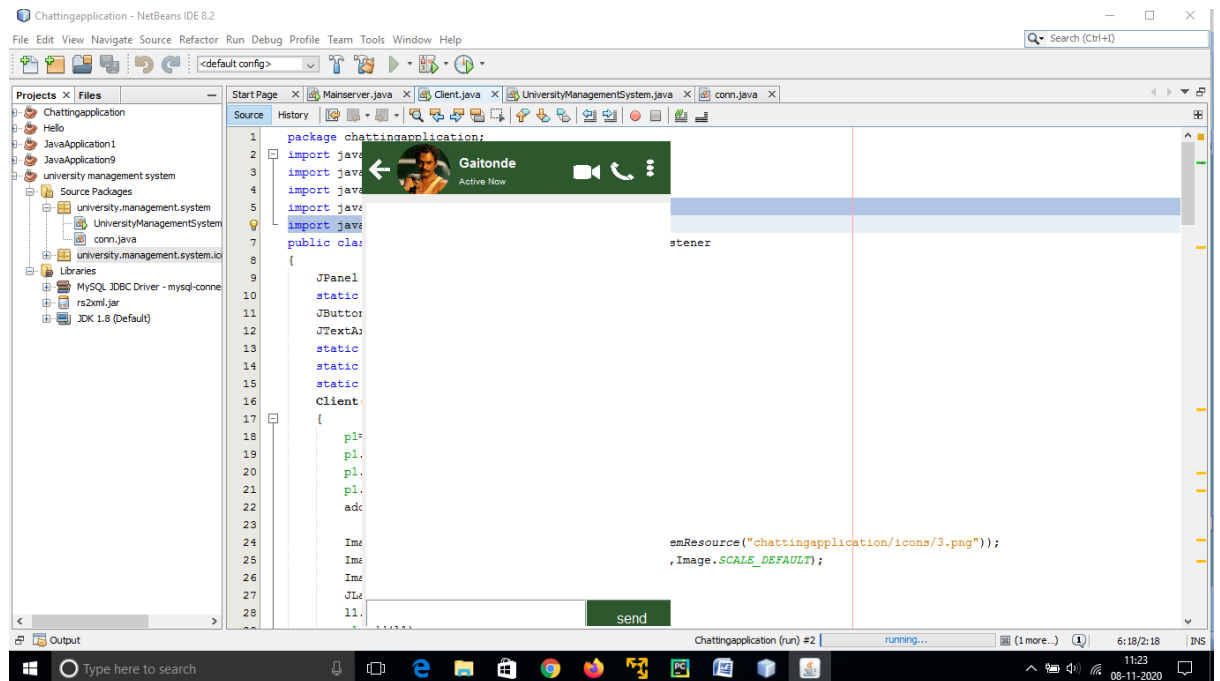 Chattingapplication - NetBeans IDE 8.2
File Edit View Navigate Source Refactor Run Debug Profile Team Tools Window Help
Search (Ctrl+I)
<default config>
Projects Files
Start Page Mainserver.java Client.java UniversityManagementSystem.java conn.java
Source History
Chattingapplication
Hello
JavaApplication1
JavaApplication9
university management system
Source Packages
university.management.system
UniversityManagementSystem
conn.java
university.management.system.ic
Libraries
MySQL JDBC Driver - mysql-conne
rs2xml.jar
JDK 1.8 (Default)
1 package chattingapplication;
2 import java
3 import java
4 import java
5 import java
import java
7 public clas stener
8 {
9 JPanel
10 static
11 JButton
12 JTextAr
13 static
14 static
15 static
16 Client
17 {
18 p1=
19 p1.
20 p1.
21 p1.
22 add
23
24 Ima emResource("chattingapplication/icons/3.png"));
25 Ima ,Image.SCALE_DEFAULT);
26 Ima
27 JLa
28 l1.
Gaitonde
Active Now
send
Output
Chattingapplication (run) #2 running... (1 more...) 1 6:18/2:18 INS
Type here to search
11:23
08-11-2020